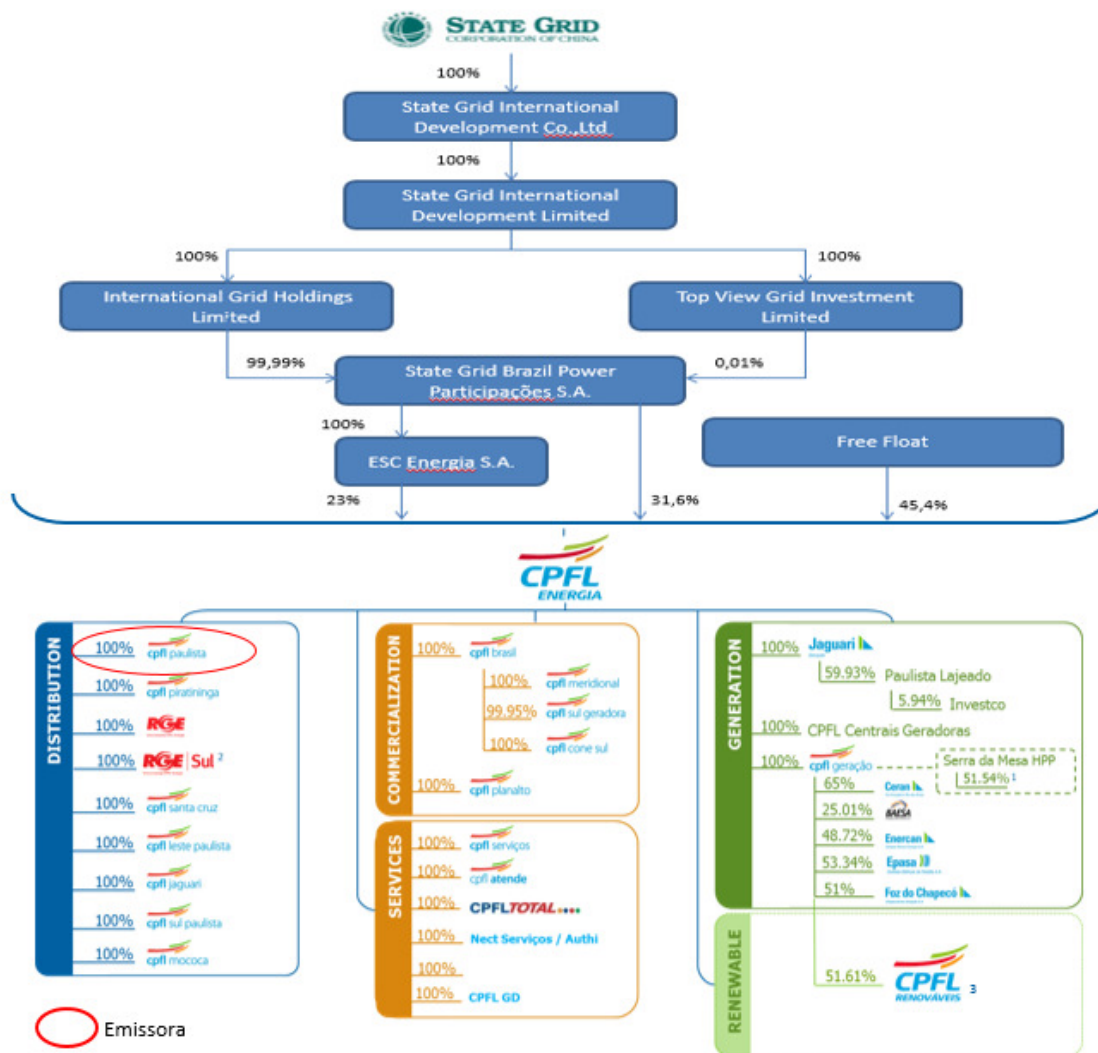 STATE GRID
CORPORATION OF CHINA
100%
State Grid International
Development Co.,Ltd
100%
State Grid International
Development Limited
100%
100%
International Grid Holdings
Limited
Top View Grid Investment
Limited
99,99%
0,01%
State Grid Brazil Power
Participações S.A.
100%
ESC Energia S.A.
Free Float
23%
31,6%
45,4%
CPFL
ENERGIA
DISTRIBUTION
100% cpfl paulista
100% cpfl piratininga
100% RGE
100% RGE Sul 2
100% cpfl santa cruz
100% cpfl leste paulista
100% cpfl jaguari
100% cpfl sul paulista
100% cpfl mococa
COMMERCIALIZATION
100% cpfl brasil
100% cpfl meridional
99.95% cpfl sul geradora
100% cpfl cone sul
100% cpfl planalto
SERVICES
100% cpfl serviços
100% cpfl atende
100% CPFLTOTAL
100% Nect Serviços / Authi
100%
100% CPFL GD
GENERATION
100% Jaguari
59.93% Paulista Lajeado
5.94% Investco
100% CPFL Centrais Geradoras
100% cpfl geração
Serra da Mesa HPP
51.54% 1
65% Ceran
25.01% BAESA
48.72% Enercan
53.34% Epasa
51% Foz do Chapecó
RENEWABLE
51.61% CPFL
RENOVÁVEIS 3
Emissora